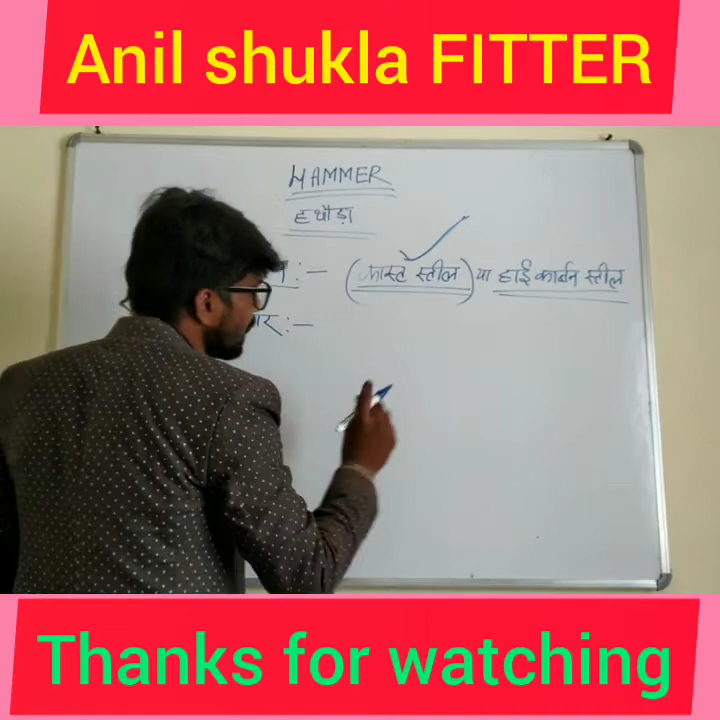 Anil shukla FITTER
HAMMER
हथौड़ा
:- (कास्ट स्टील) या हाई कार्बन स्टील
:-
Thanks for watching